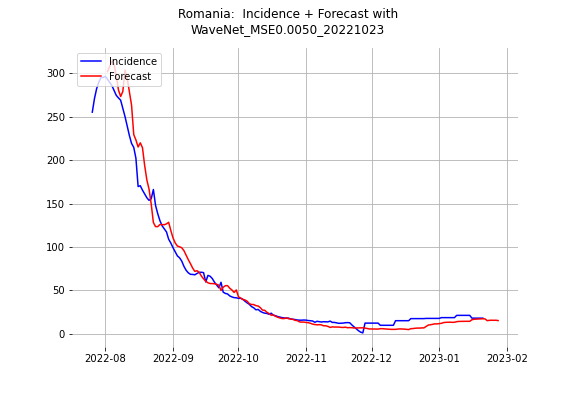 Romania:  Incidence + Forecast with
WaveNet_MSE0.0050_20221023
Incidence
Forecast
300
250
200
150
100
50
0
2022-08 2022-09 2022-10 2022-11 2022-12 2023-01 2023-02